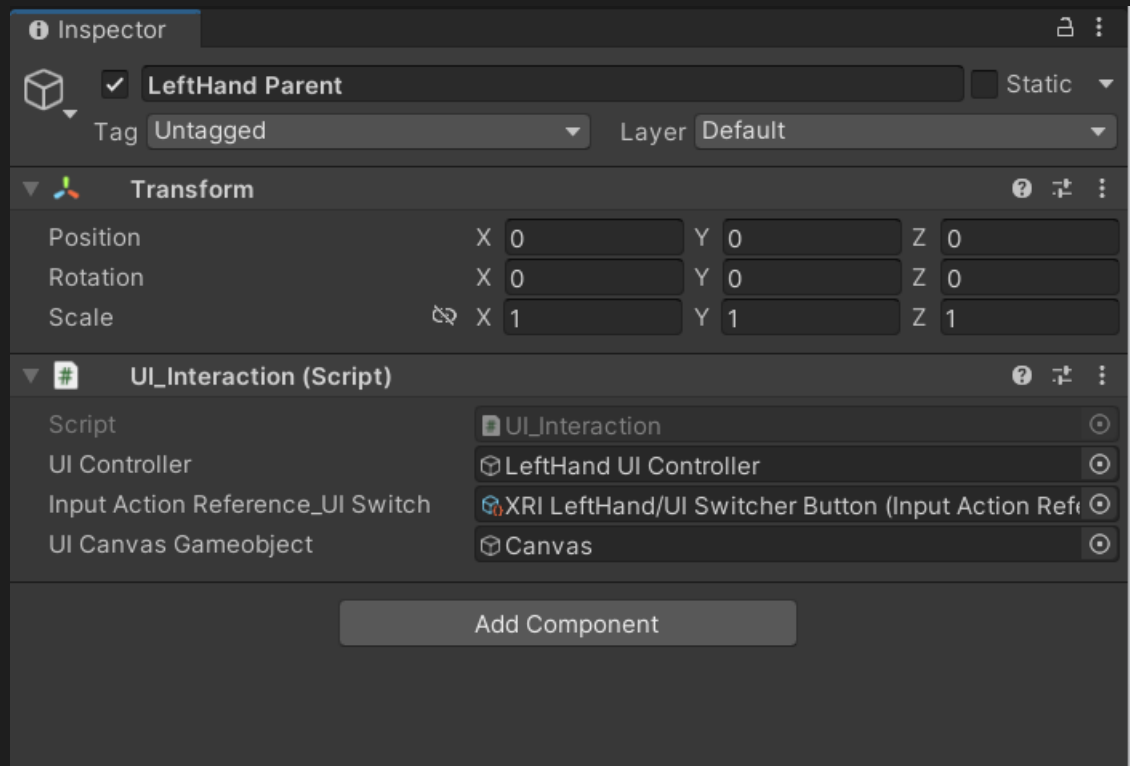 Inspector
LeftHand Parent Static
Tag Untagged Layer Default
Transform
Position X 0 Y 0 Z 0
Rotation X 0 Y 0 Z 0
Scale X 1 Y 1 Z 1
# UI_Interaction (Script)
Script # UI_Interaction
UI Controller LeftHand UI Controller
Input Action Reference_UI Switch XRI LeftHand/UI Switcher Button (Input Action Refe
UI Canvas Gameobject Canvas
Add Component